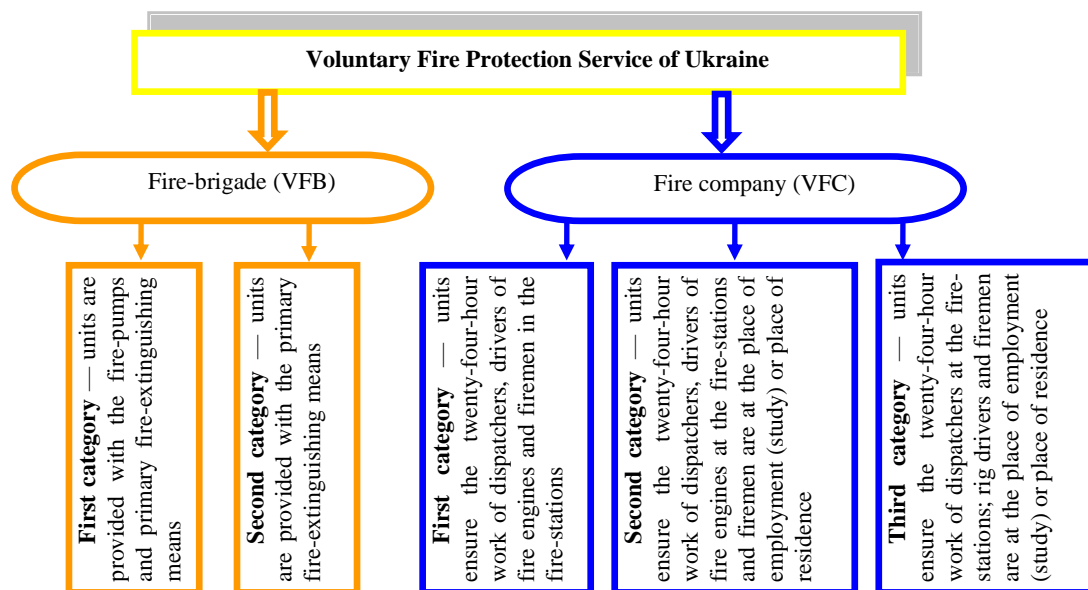 Voluntary Fire Protection Service of Ukraine
Fire-brigade (VFB)
Fire company (VFC)
First category — units are
provided with the fire-pumps
and primary fire-extinguishing
means
Second category — units
are provided with the primary
fire-extinguishing means
First category — units
ensure the twenty-four-hour
work of dispatchers, drivers of
fire engines and firemen in the
fire-stations
Second category — units
ensure the twenty-four-hour
work of dispatchers, drivers of
fire engines at the fire-stations
and firemen are at the place of
employment (study) or place of
residence
Third category — units
ensure the twenty-four-hour
work of dispatchers at the fire-
stations; rig drivers and firemen
are at the place of employment
(study) or place of residence